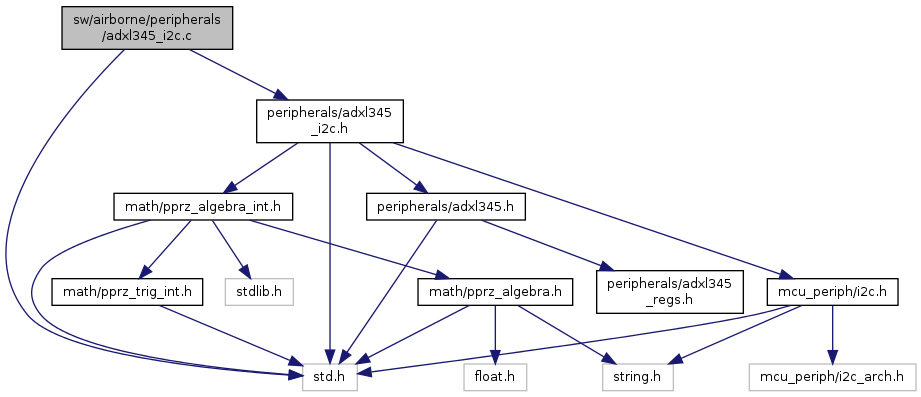 sw/airborne/peripherals
/adxl345_i2c.c
peripherals/adxl345
_i2c.h
math/pprz_algebra_int.h
peripherals/adxl345.h
math/pprz_trig_int.h
stdlib.h
math/pprz_algebra.h
peripherals/adxl345
_regs.h
mcu_periph/i2c.h
std.h
float.h
string.h
mcu_periph/i2c_arch.h